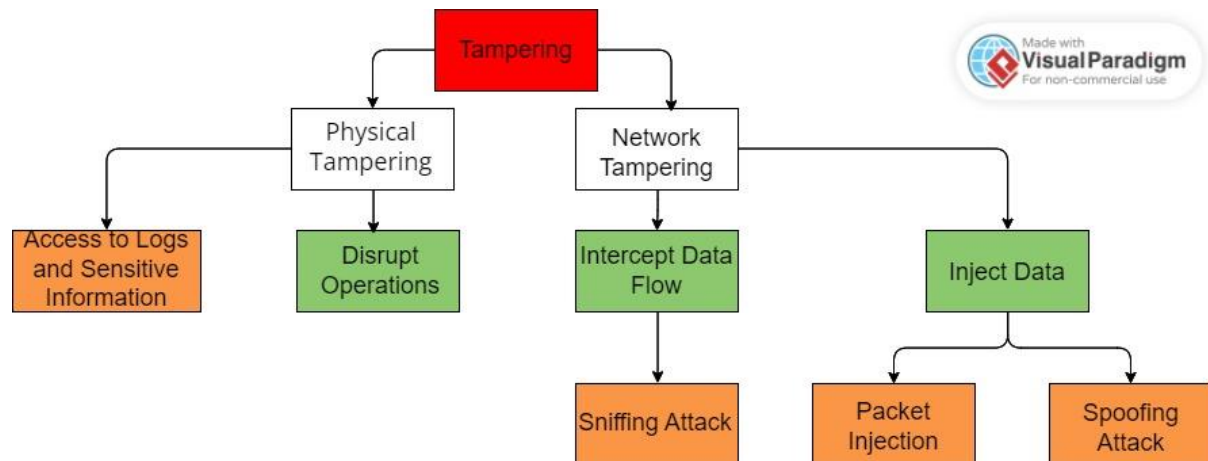 Tampering
Made with
Visual Paradigm
For non-commercial use
Physical
Tampering
Network
Tampering
Access to Logs
and Sensitive
Information
Disrupt
Operations
Intercept Data
Flow
Inject Data
Sniffing Attack
Packet
Injection
Spoofing
Attack